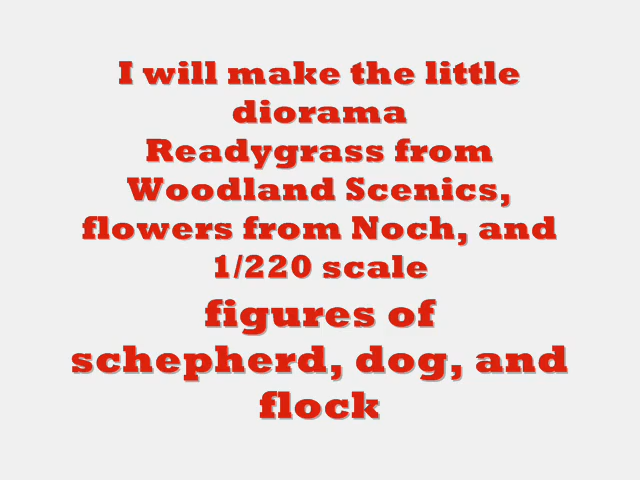 I will make the little
diorama
Readygrass from
Woodland Scenics,
flowers from Noch, and
1/220 scale
figures of
schepherd, dog, and
flock